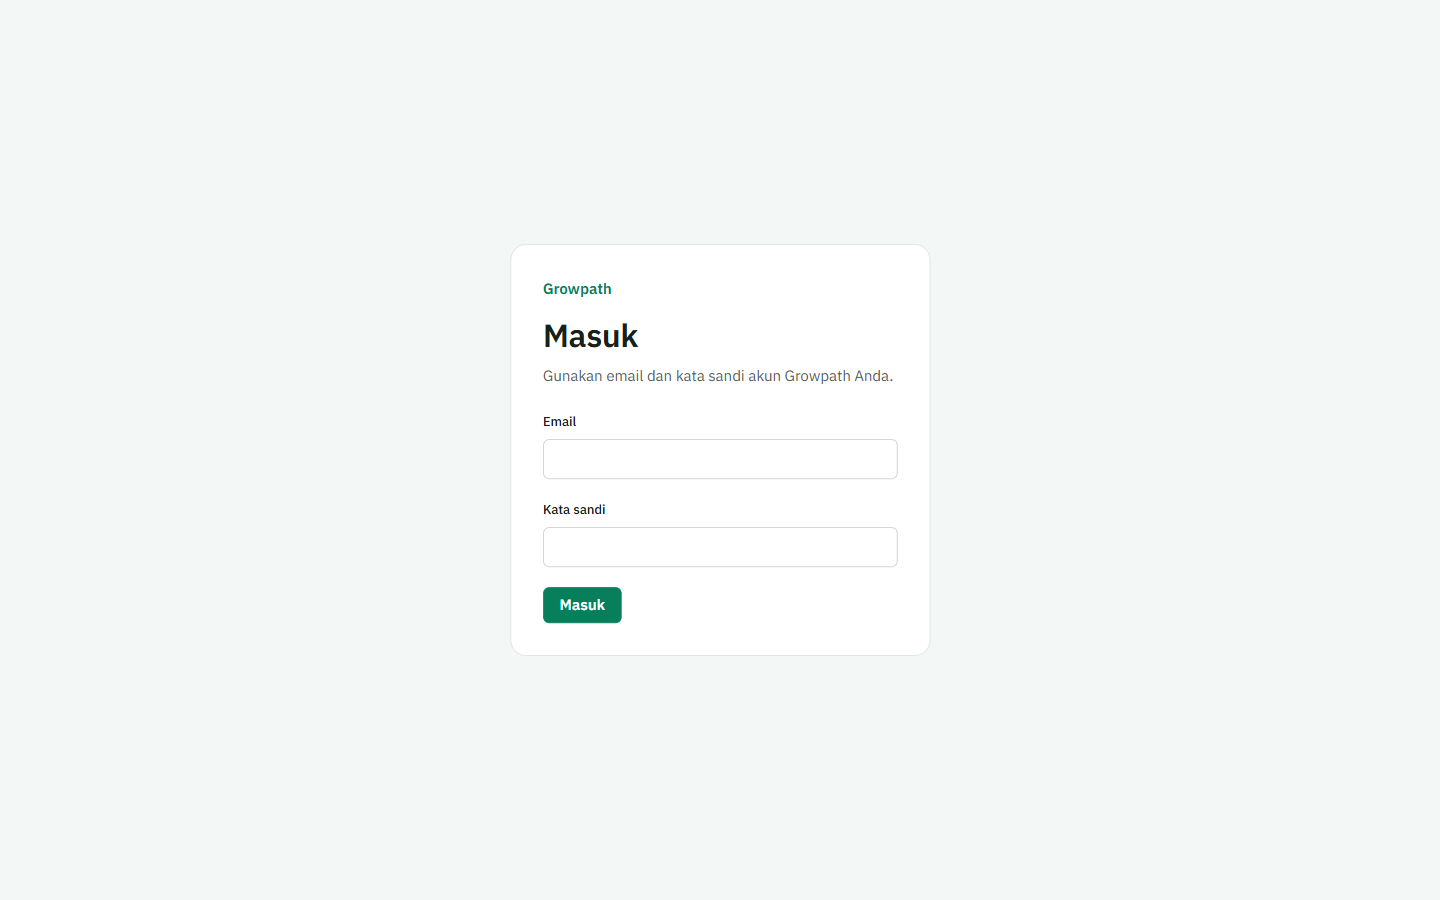 Growpath
Masuk
Gunakan email dan kata sandi akun Growpath Anda.
Email
Kata sandi
Masuk